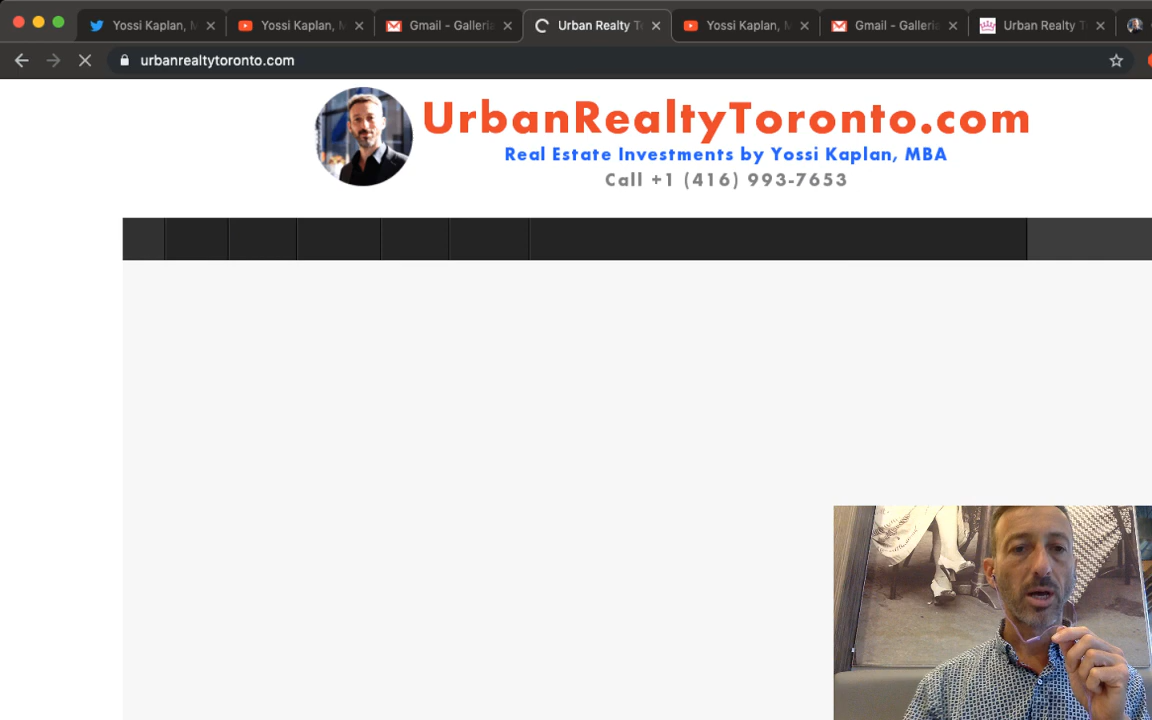 Yossi Kaplan, M
Yossi Kaplan, M
Gmail - Galleria
Urban Realty T
Yossi Kaplan, M
Gmail - Galleria
Urban Realty T
urbanrealtytoronto.com
UrbanRealtyToronto.com
Real Estate Investments by Yossi Kaplan, MBA
Call +1 (416) 993-7653